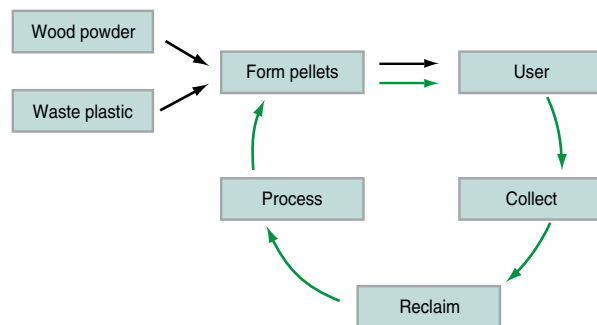 Wood powder
Form pellets
User
Waste plastic
Process
Collect
Reclaim